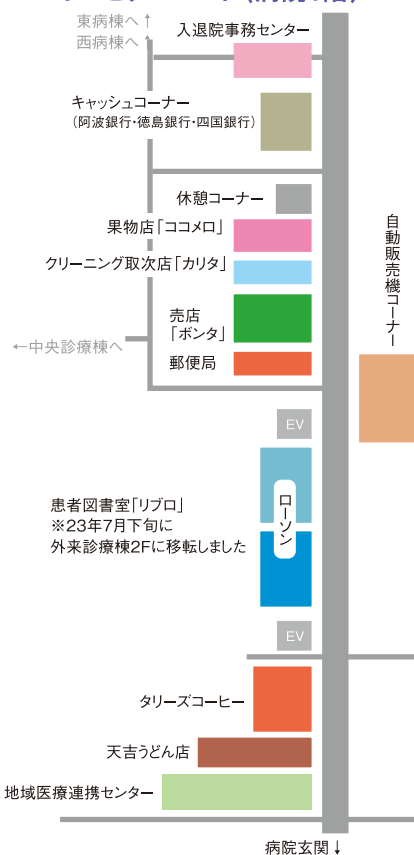 東病棟へ↑
西病棟へ↑
入退院事務センター
キャッシュコーナー
（阿波銀行・徳島銀行・四国銀行）
休憩コーナー
果物店「ココメロ」
クリーニング取次店「カリタ」
売店
「ボンタ」
郵便局
←中央診療棟へ
自動販売機コーナー
EV
患者図書室「リブロ」
※23年7月下旬に
外来診療棟2Fに移転しました
ローソン
EV
タリーズコーヒー
天吉うどん店
地域医療連携センター
病院玄関↓